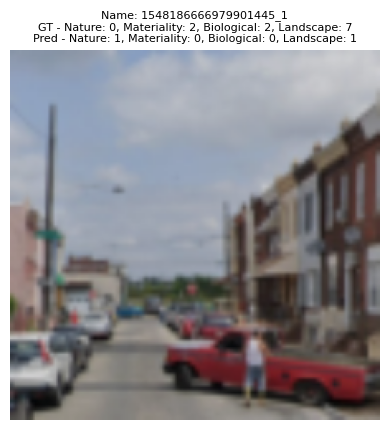 Name: 1548186666979901445_1
GT - Nature: 0, Materiality: 2, Biological: 2, Landscape: 7
Pred - Nature: 1, Materiality: 0, Biological: 0, Landscape: 1